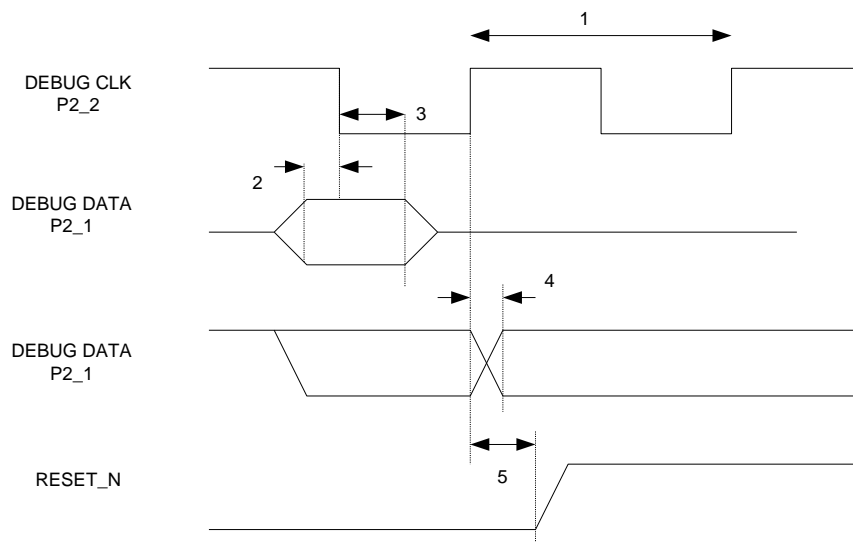 1
DEBUG CLK
P2_2
3
2
DEBUG DATA
P2_1
4
DEBUG DATA
P2_1
5
RESET_N